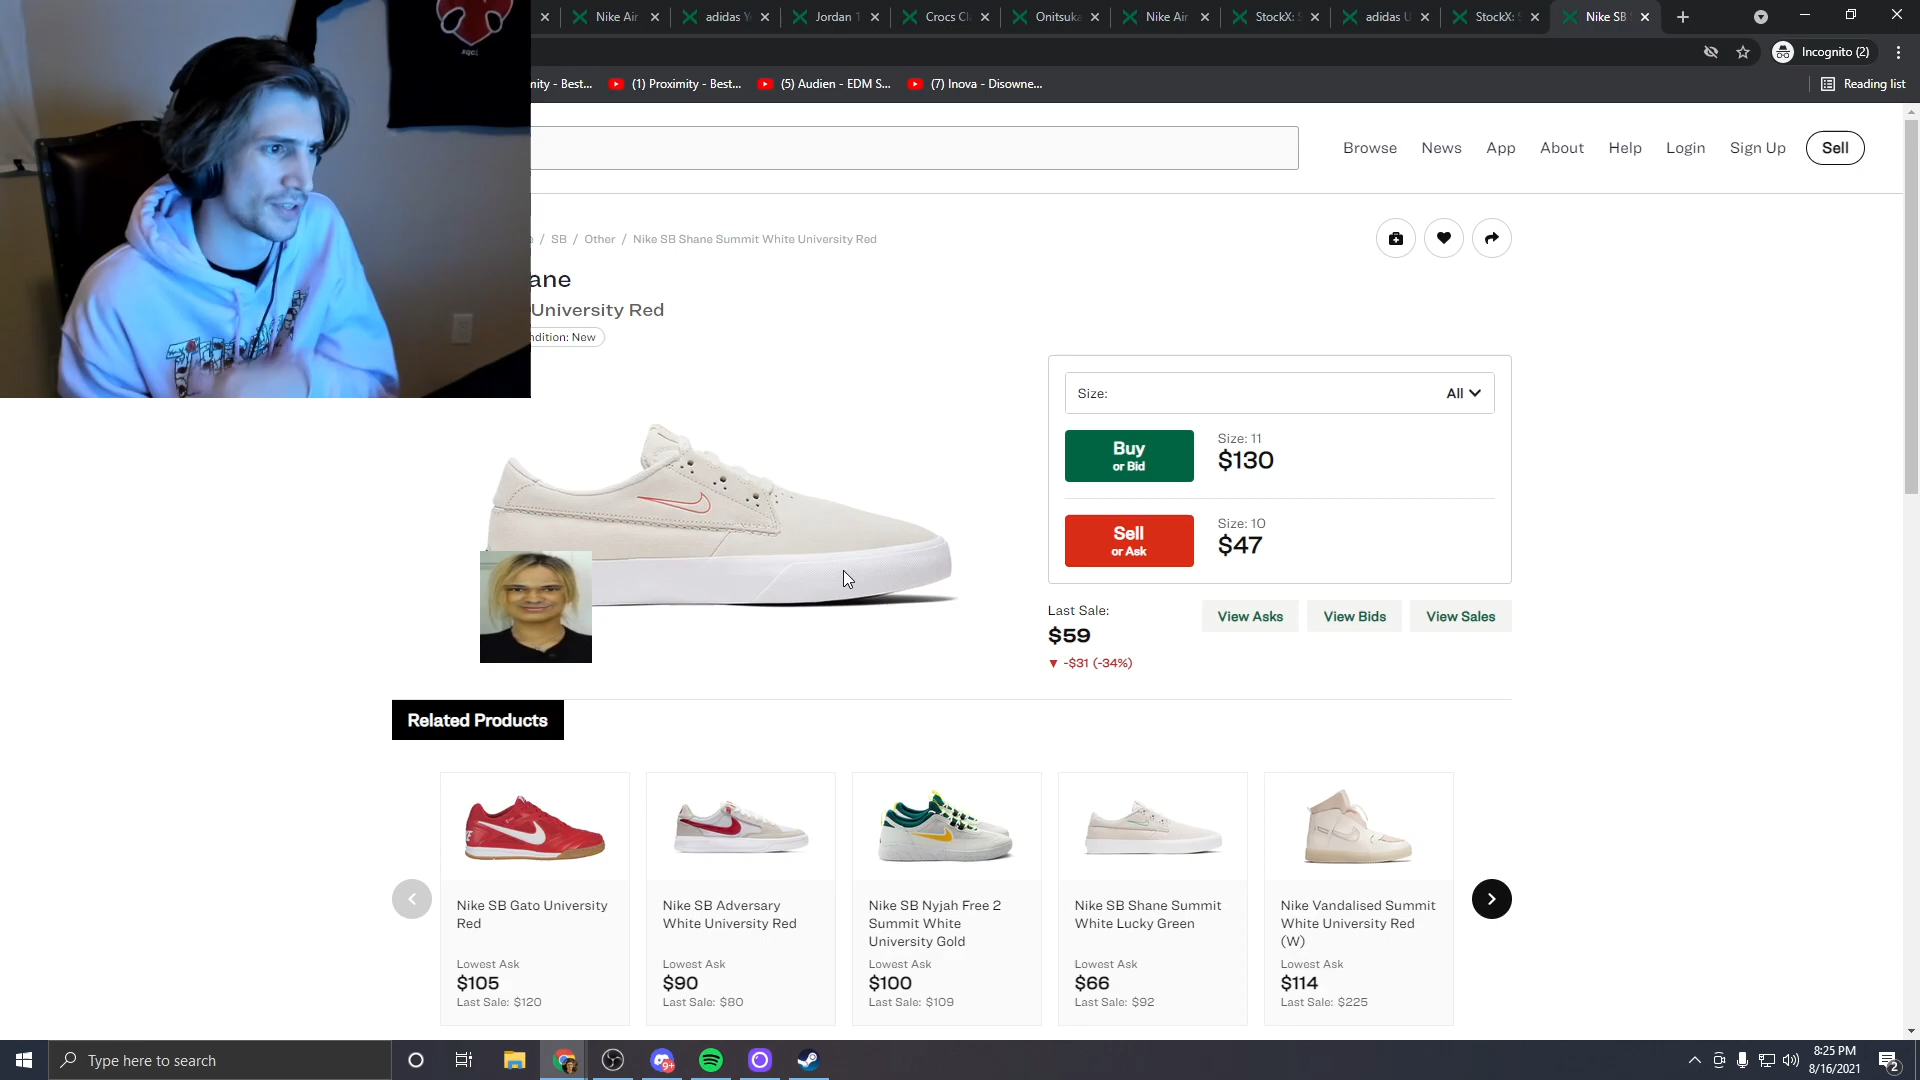 Nike Air
adidas Y
Jordan 1
Crocs Cl
Onitsuka
Nike Air
StockX: S
adidas U
StockX: S
Nike SB
Incognito (2)
nity - Best...
(1) Proximity - Best...
(5) Audien - EDM S...
(7) Inova - Disowne...
Reading list
Browse
News
App
About
Help
Login
Sign Up
Sell
/ SB / Other / Nike SB Shane Summit White University Red
ane
University Red
ndition: New
Size:
All
Buy
or Bid
Size: 11
$130
Sell
or Ask
Size: 10
$47
Last Sale:
$59
▼ -$31 (-34%)
View Asks
View Bids
View Sales
Related Products
Nike SB Gato University
Red
Lowest Ask
$105
Last Sale: $120
Nike SB Adversary
White University Red
Lowest Ask
$90
Last Sale: $80
Nike SB Nyjah Free 2
Summit White
University Gold
Lowest Ask
$100
Last Sale: $109
Nike SB Shane Summit
White Lucky Green
Lowest Ask
$66
Last Sale: $92
Nike Vandalised Summit
White University Red
(W)
Lowest Ask
$114
Last Sale: $225
Type here to search
9+
8:25 PM
8/16/2021
2